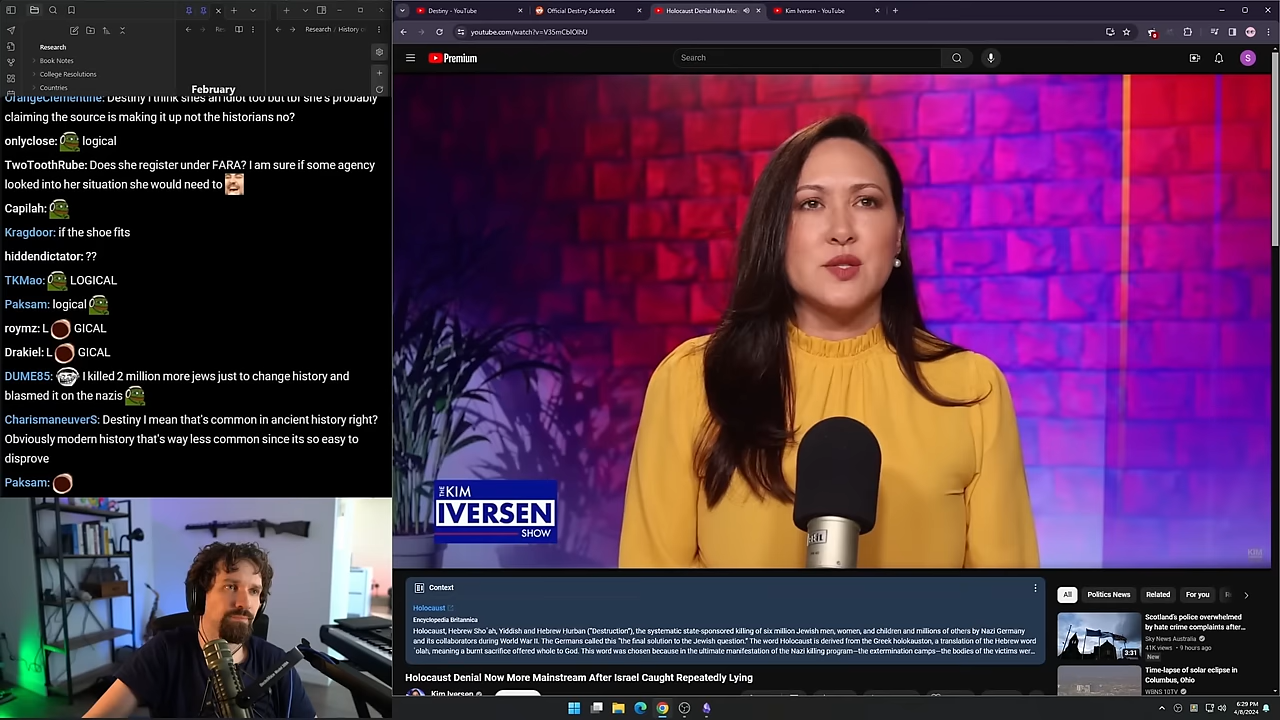 Research
Book Notes
College Resolutions
Countries
Research / History o
February
OrangeClementine: Destiny I think shes an idiot too but tbf she's probably
claiming the source is making it up not the historians no?
onlyclose: logical
TwoToothRube: Does she register under FARA? I am sure if some agency
looked into her situation she would need to
Capilah:
Kragdoor: if the shoe fits
hiddendictator: ??
TKMao: LOGICAL
Paksam: logical
roymz: L GICAL
Drakiel: L GICAL
DUME85: I killed 2 million more jews just to change history and
blasmed it on the nazis
CharismaneuverS: Destiny I mean that's common in ancient history right?
Obviously modern history that's way less common since its so easy to
disprove
Paksam:
Destiny - YouTube
Official Destiny Subreddit
Holocaust Denial Now Mor
Kim Iversen - YouTube
youtube.com/watch?v=V35mCbIOihU
Premium
Search
S
THE KIM
IVERSEN
SHOW
Context
Holocaust
Encyclopedia Britannica
Holocaust, Hebrew Sho'ah, Yiddish and Hebrew Hurban ("Destruction"), the systematic state-sponsored killing of six million Jewish men, women, and children and millions of others by Nazi Germany
and its collaborators during World War II. The Germans called this "the final solution to the Jewish question." The word Holocaust is derived from the Greek holokauston, a translation of the Hebrew word
'olah, meaning a burnt sacrifice offered whole to God. This word was chosen because in the ultimate manifestation of the Nazi killing program—the extermination camps—the bodies of the victims wer...
Holocaust Denial Now More Mainstream After Israel Caught Repeatedly Lying
Kim Iversen
All
Politics News
Related
For you
Scotland's police overwhelmed
by hate crime complaints after...
Sky News Australia
41K views • 9 hours ago
New
3:31
Time-lapse of solar eclipse in
Columbus, Ohio
WBNS 10TV
6:29 PM
4/8/2024